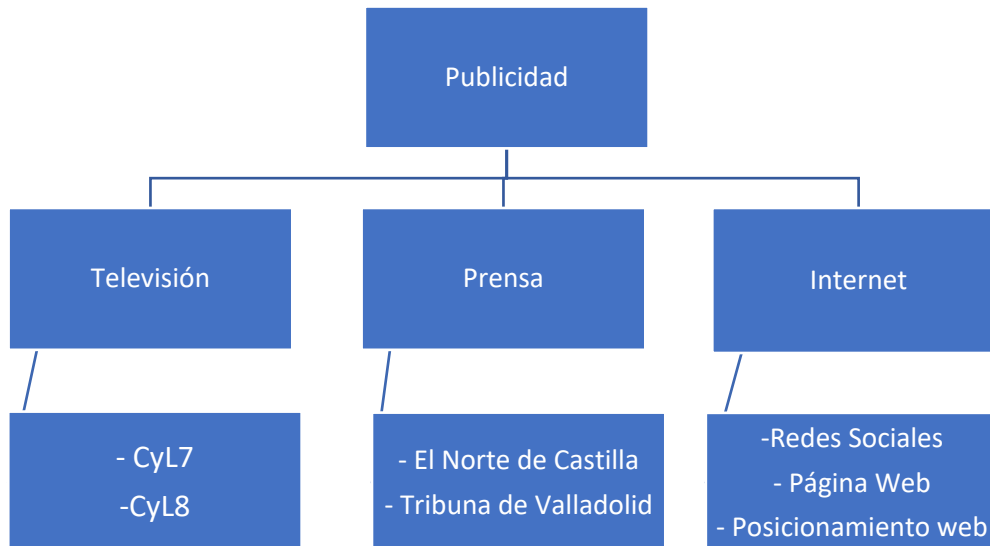 Publicidad
Televisión
Prensa
Internet
- CyL7
-CyL8
- El Norte de Castilla
- Tribuna de Valladolid
-Redes Sociales
- Página Web
- Posicionamiento web